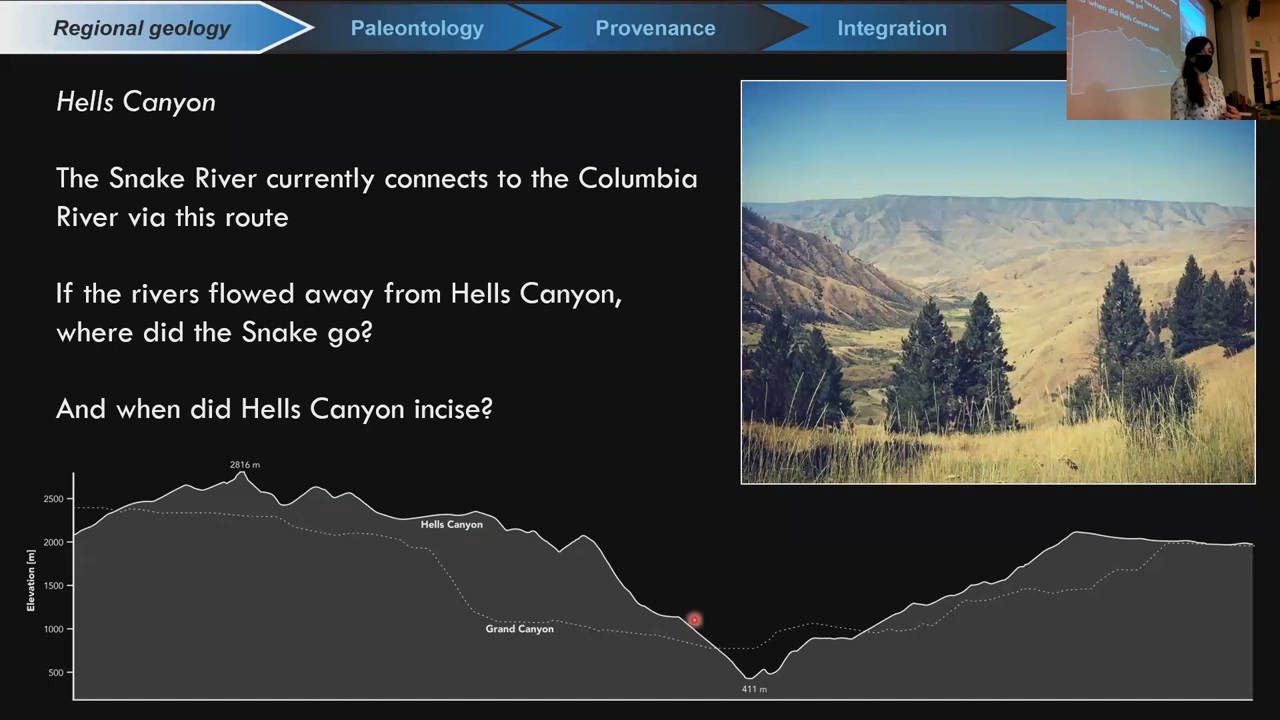 Regional geology
Paleontology
Provenance
Integration
Hells Canyon
The Snake River currently connects to the Columbia
River via this route
If the rivers flowed away from Hells Canyon,
where did the Snake go?
And when did Hells Canyon incise?
2816 m
2500
2000
1500
1000
500
Elevation [m]
Hells Canyon
Grand Canyon
411 m